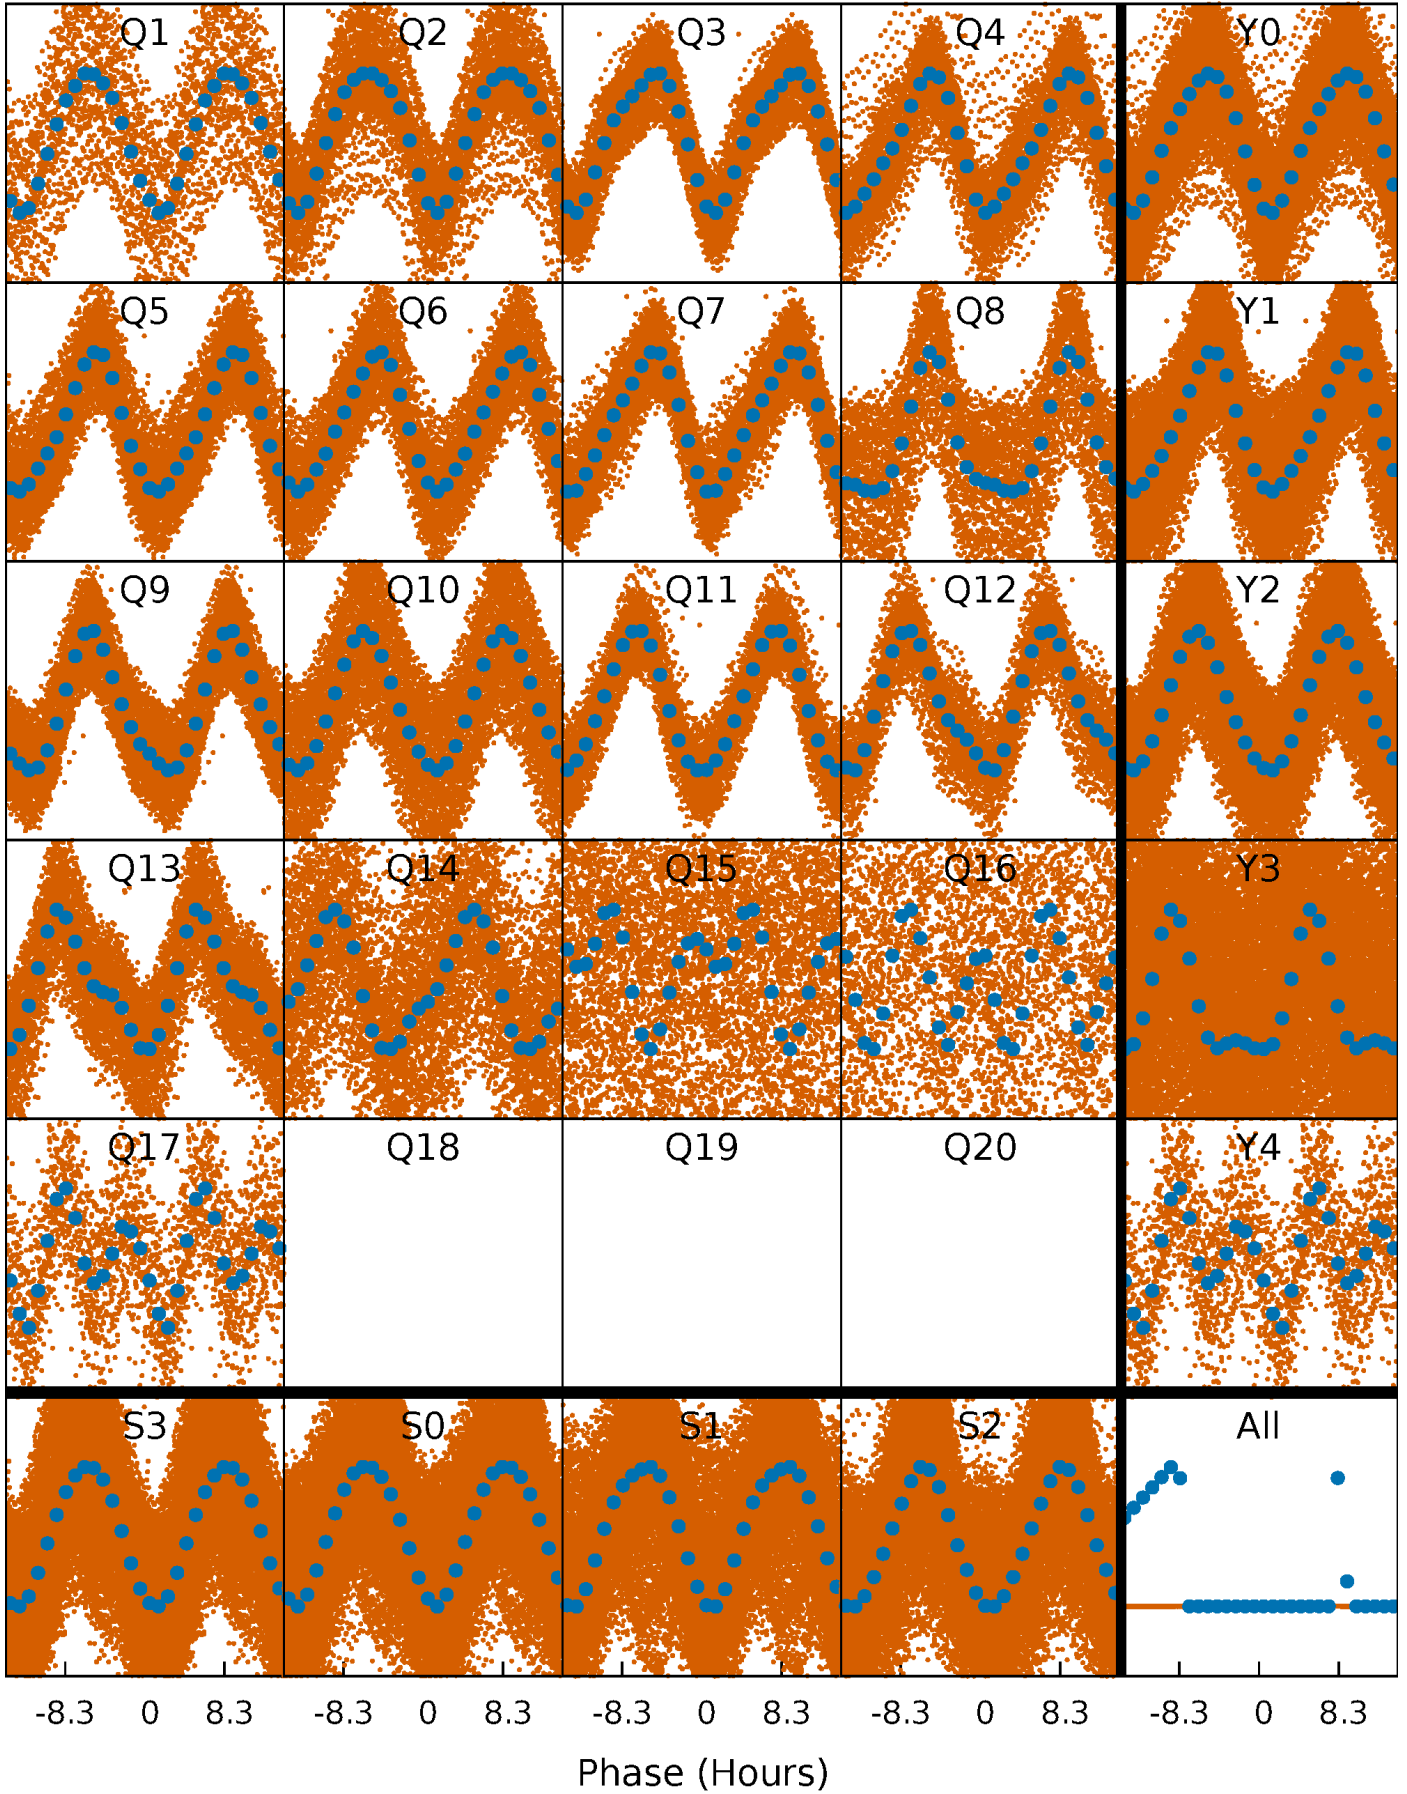 Q1 Q2 Q3 Q4 Y0
Q5 Q6 Q7 Q8 Y1
Q9 Q10 Q11 Q12 Y2
Q13 Q14 Q15 Q16 Y3
Q17 Q18 Q19 Q20 Y4
S3 S0 S1 S2 All
-8.3 0 8.3 -8.3 0 8.3 -8.3 0 8.3 -8.3 0 8.3 -8.3 0 8.3
Phase (Hours)